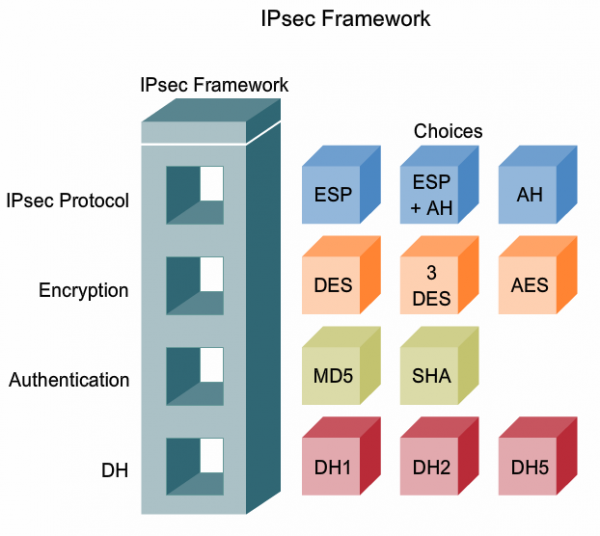 IPsec Framework
IPsec Framework
Choices
IPsec Protocol
ESP
ESP
+ AH
AH
Encryption
DES
3
DES
AES
Authentication
MD5
SHA
DH
DH1
DH2
DH5